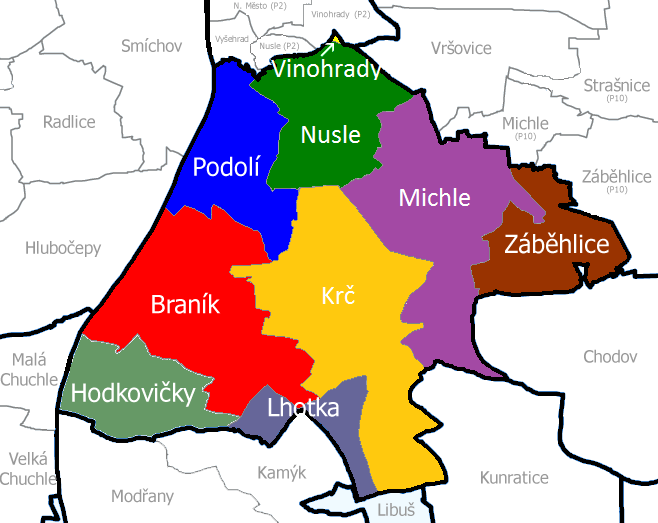 N. Město (P2)
Vinohrady (P2)
Vyšehrad
Nusle (P2)
Smíchov
Vršovice
Vinohrady
Strašnice
(P10)
Radlice
Michle
(P10)
Nusle
Podolí
Záběhlice
(P10)
Michle
Hlubočepy
Záběhlice
Krč
Braník
Malá
Chuchle
Chodov
Hodkovičky
Lhotka
Velká
Chuchle
Kamýk
Kunratice
Modřany
Libuš